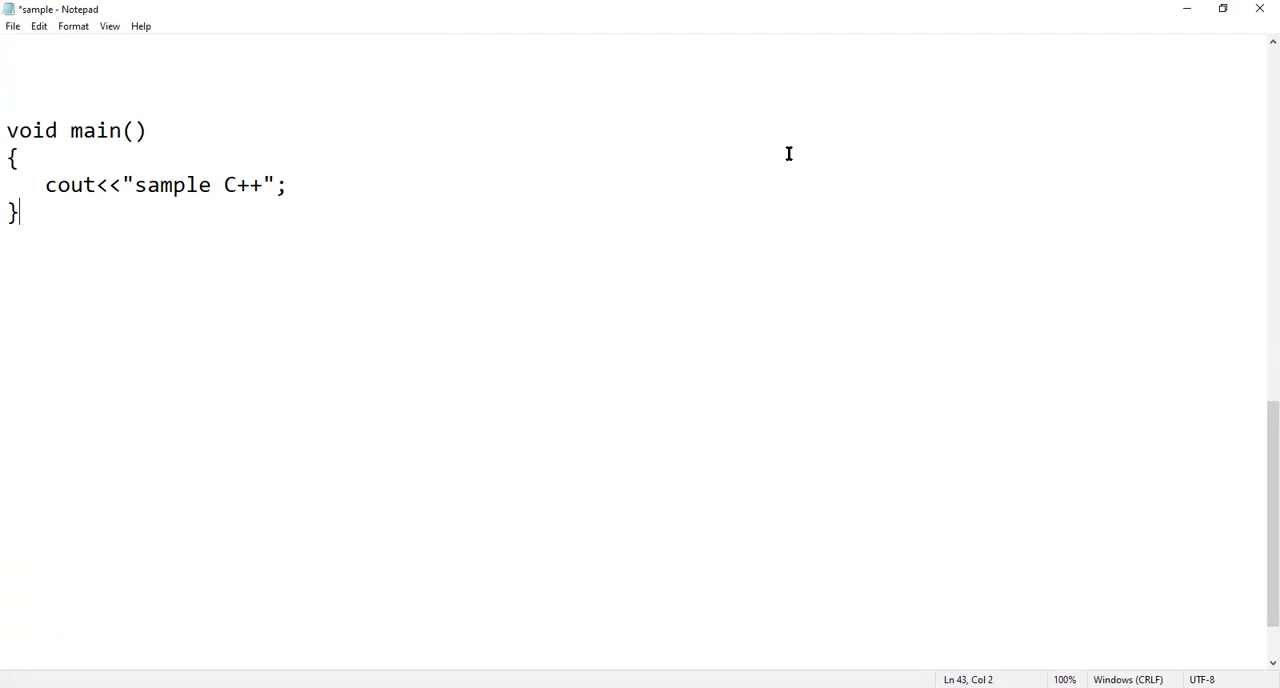 *sample - Notepad
File Edit Format View Help
void main()
{
   cout<<"sample C++";
}
Ln 43, Col 2 100% Windows (CRLF) UTF-8